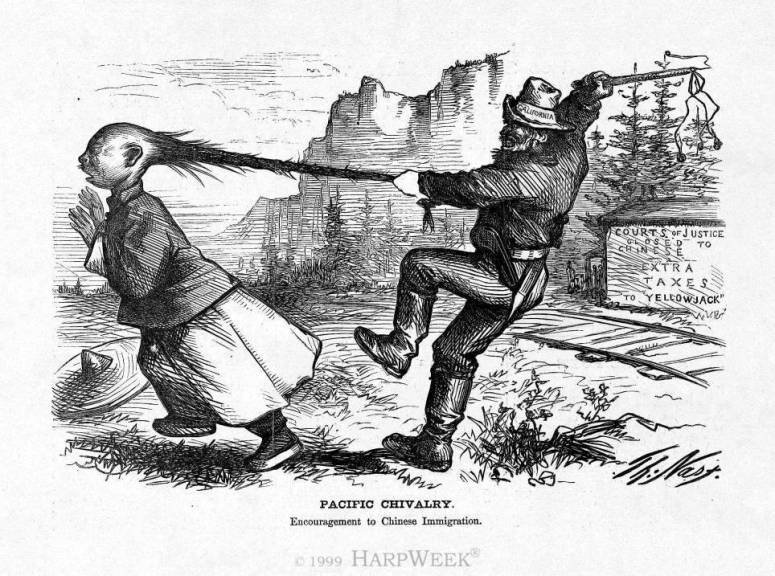 CALIFORNIA
COURTS OF JUSTICE
CLOSED TO
CHINESE
EXTRA
TAXES
TO "YELLOWJACK"
Th: Nast.
PACIFIC CHIVALRY.
Encouragement to Chinese Immigration.
© 1999 HARPWEEK®